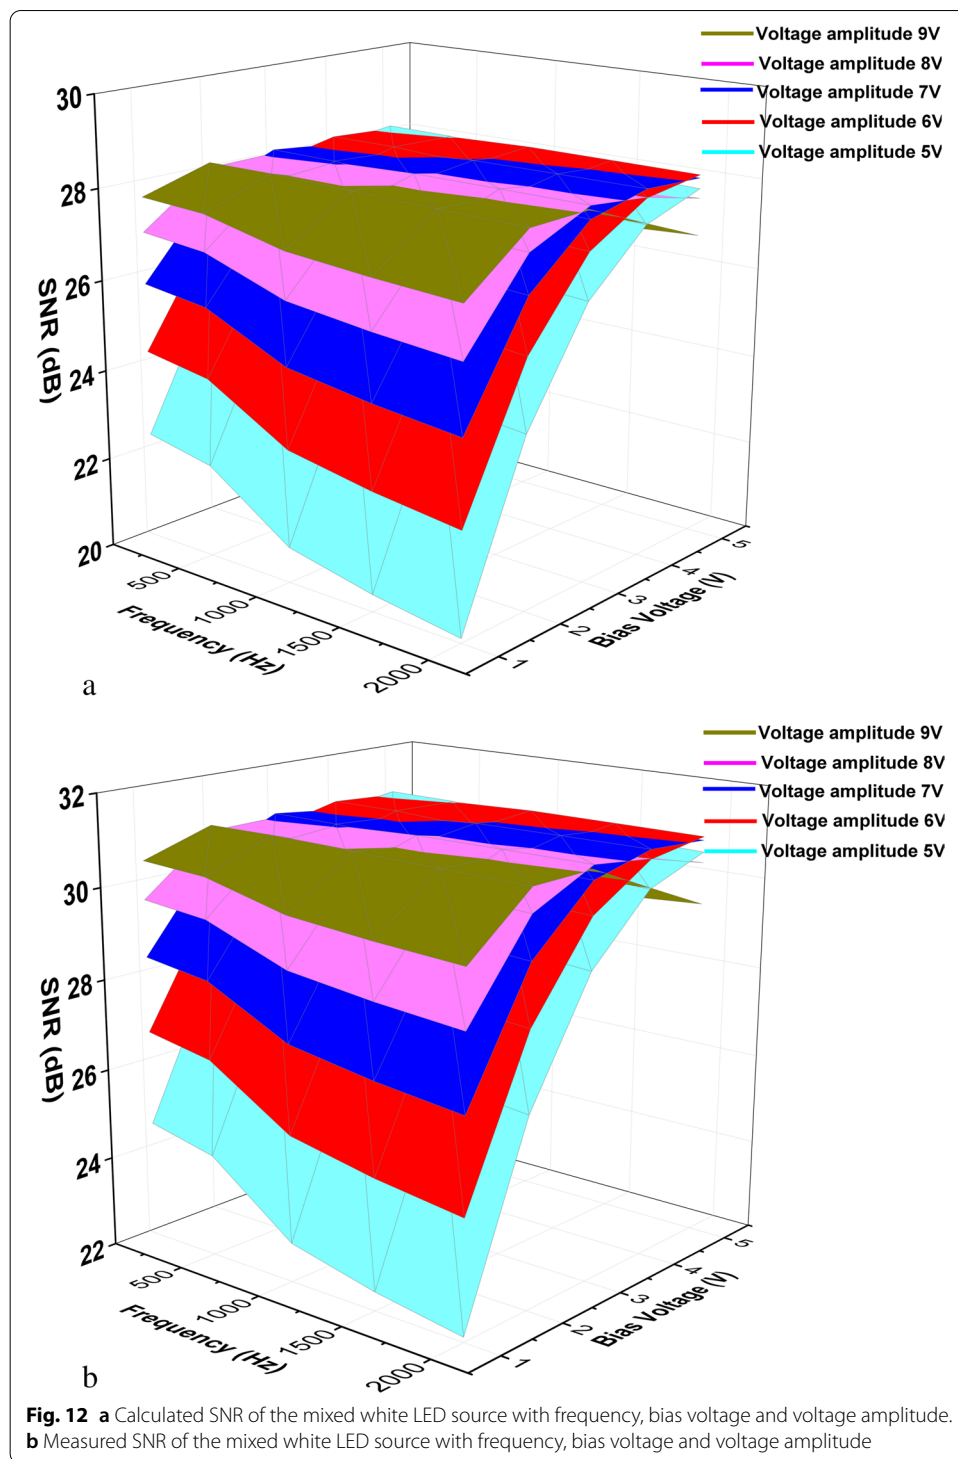 Voltage amplitude 9V
Voltage amplitude 8V
Voltage amplitude 7V
Voltage amplitude 6V
Voltage amplitude 5V
30
28
26
24
22
20
SNR (dB)
500
1000
1500
2000
Frequency (Hz)
1
2
3
4
5
Bias Voltage (V)
a
Voltage amplitude 9V
Voltage amplitude 8V
Voltage amplitude 7V
Voltage amplitude 6V
Voltage amplitude 5V
32
30
28
26
24
22
SNR (dB)
500
1000
1500
2000
Frequency (Hz)
1
2
3
4
5
Bias Voltage (V)
b
Fig. 12 a Calculated SNR of the mixed white LED source with frequency, bias voltage and voltage amplitude.
b Measured SNR of the mixed white LED source with frequency, bias voltage and voltage amplitude